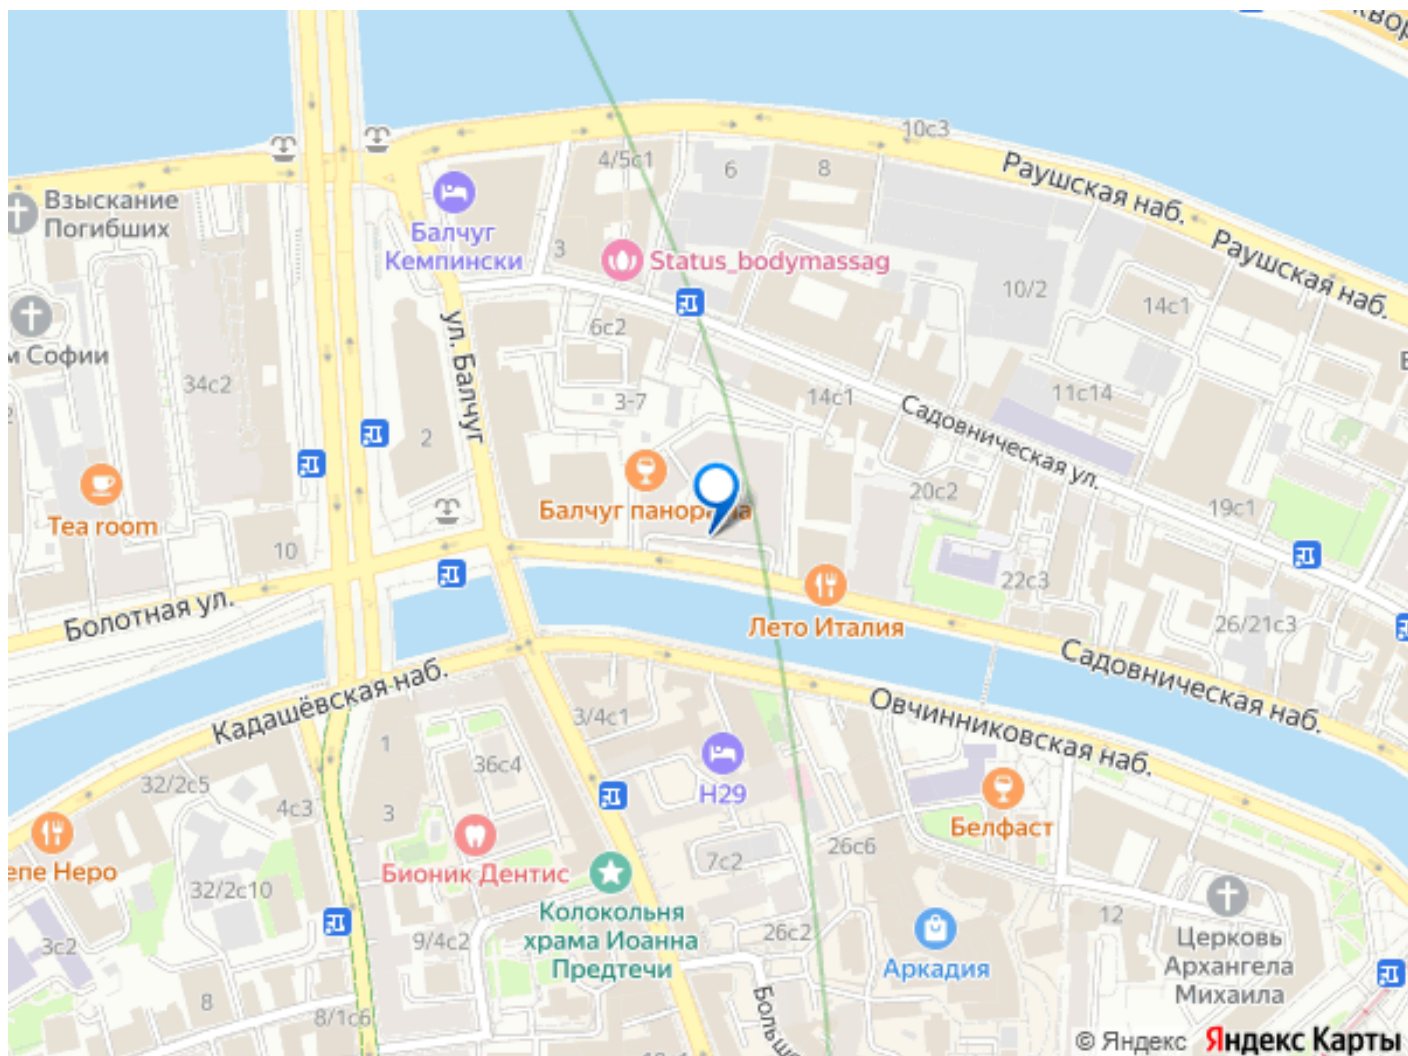 10с3
Раушская наб.
4/5с1
6
8
Взыскание
Погибших
Балчуг
Кемпински
3
Status_bodymassag
Раушская наб.
10/2
14с1
6с2
ул. Балчуг
м Софии
34с2
3-7
14с1
11с14
Садовническая ул.
2
20с2
19с1
Tea room
Балчуг панорама
10
22с3
Болотная ул.
Лето Италия
26/21с3
Садовническая наб.
Кадашёвская наб.
3/4с1
Овчинниковская наб.
1
36с4
32/2с5
4с3
3
Н29
Белфаст
епе Неро
Бионик Дентис
7с2
26с6
32/2с10
Колокольня
храма Иоанна
Предтечи
9/4с2
3с2
26с2
12
Аркадия
Церковь
Архангела
Михаила
8
8/1с6
Больш
© Яндекс Яндекс Карты